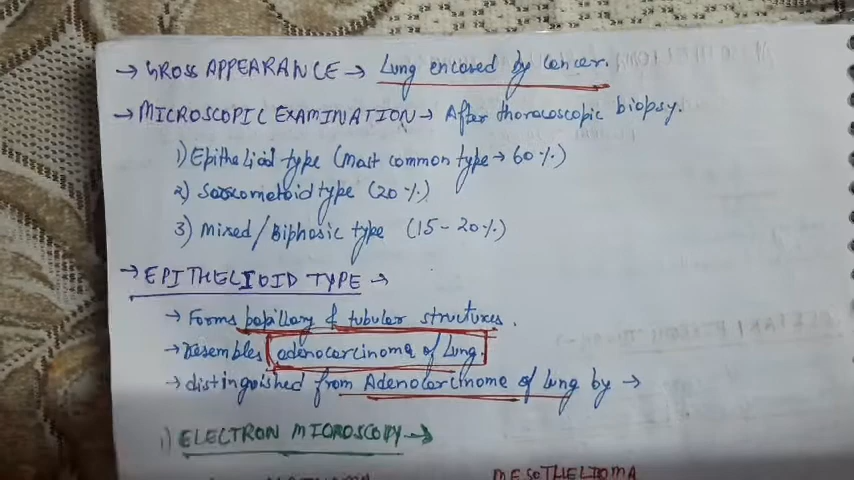 → GROSS APPEARANCE → Lung encased by cancer.
→ MICROSCOPIC EXAMINATION → After thoracoscopic biopsy.
1) Epithelioid type (Most common type → 60%)
2) Sarcomatoid type (20%)
3) Mixed/Biphasic type (15-20%)
→ EPITHELIOID TYPE →
→ Forms papillary & tubular structures.
→ Resembles adenocarcinoma of Lung.
→ distinguished from Adenocarcinoma of Lung by →
1) ELECTRON MICROSCOPY →
MESOTHELIOMA